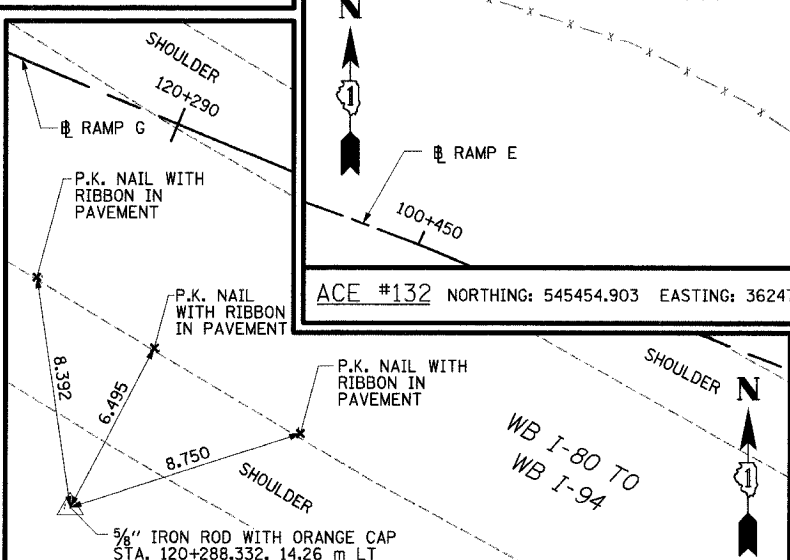 SHOULDER
120+290
℄ RAMP G
P.K. NAIL WITH
RIBBON IN
PAVEMENT
P.K. NAIL
WITH RIBBON
IN PAVEMENT
P.K. NAIL WITH
RIBBON IN
PAVEMENT
8.392
6.495
8.750
SHOULDER
⅝" IRON ROD WITH ORANGE CAP
STA. 120+288.332, 14.26 m LT
N
1
℄ RAMP E
100+450
ACE #132 NORTHING: 545454.903 EASTING: 36247
SHOULDER
WB I-80 TO
WB I-94
N
1